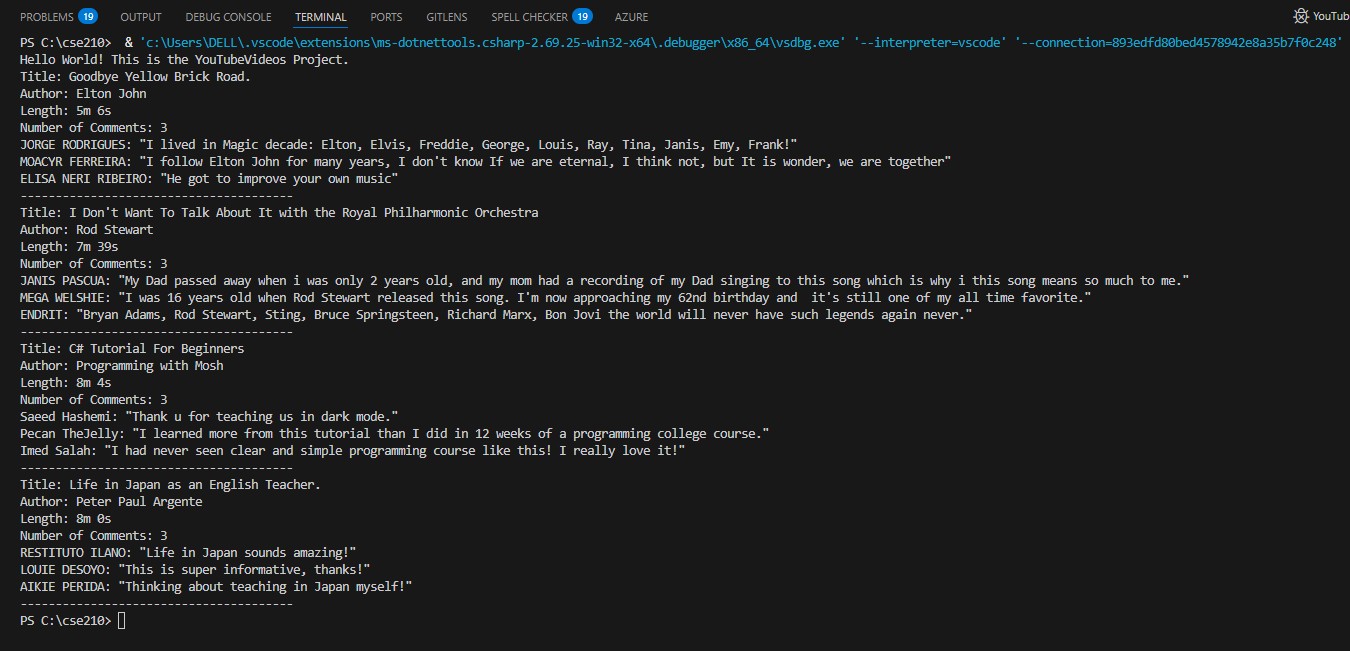 PROBLEMS 19 OUTPUT DEBUG CONSOLE TERMINAL PORTS GITLENS SPELL CHECKER 19 AZURE YouTub
PS C:\cse210>  & 'c:\Users\DELL\.vscode\extensions\ms-dotnettools.csharp-2.69.25-win32-x64\.debugger\x86_64\vsdbg.exe' '--interpreter=vscode' '--connection=893edfd80bed4578942e8a35b7f0c248'
Hello World! This is the YouTubeVideos Project.
Title: Goodbye Yellow Brick Road.
Author: Elton John
Length: 5m 6s
Number of Comments: 3
JORGE RODRIGUES: "I lived in Magic decade: Elton, Elvis, Freddie, George, Louis, Ray, Tina, Janis, Emy, Frank!"
MOACYR FERREIRA: "I follow Elton John for many years, I don't know If we are eternal, I think not, but It is wonder, we are together"
ELISA NERI RIBEIRO: "He got to improve your own music"
---------------------------------------
Title: I Don't Want To Talk About It with the Royal Philharmonic Orchestra
Author: Rod Stewart
Length: 7m 39s
Number of Comments: 3
JANIS PASCUA: "My Dad passed away when i was only 2 years old, and my mom had a recording of my Dad singing to this song which is why i this song means so much to me."
MEGA WELSHIE: "I was 16 years old when Rod Stewart released this song. I'm now approaching my 62nd birthday and  it's still one of my all time favorite."
ENDRIT: "Bryan Adams, Rod Stewart, Sting, Bruce Springsteen, Richard Marx, Bon Jovi the world will never have such legends again never."
---------------------------------------
Title: C# Tutorial For Beginners
Author: Programming with Mosh
Length: 8m 4s
Number of Comments: 3
Saeed Hashemi: "Thank u for teaching us in dark mode."
Pecan TheJelly: "I learned more from this tutorial than I did in 12 weeks of a programming college course."
Imed Salah: "I had never seen clear and simple programming course like this! I really love it!"
---------------------------------------
Title: Life in Japan as an English Teacher.
Author: Peter Paul Argente
Length: 8m 0s
Number of Comments: 3
RESTITUTO ILANO: "Life in Japan sounds amazing!"
LOUIE DESOYO: "This is super informative, thanks!"
AIKIE PERIDA: "Thinking about teaching in Japan myself!"
---------------------------------------
PS C:\cse210>